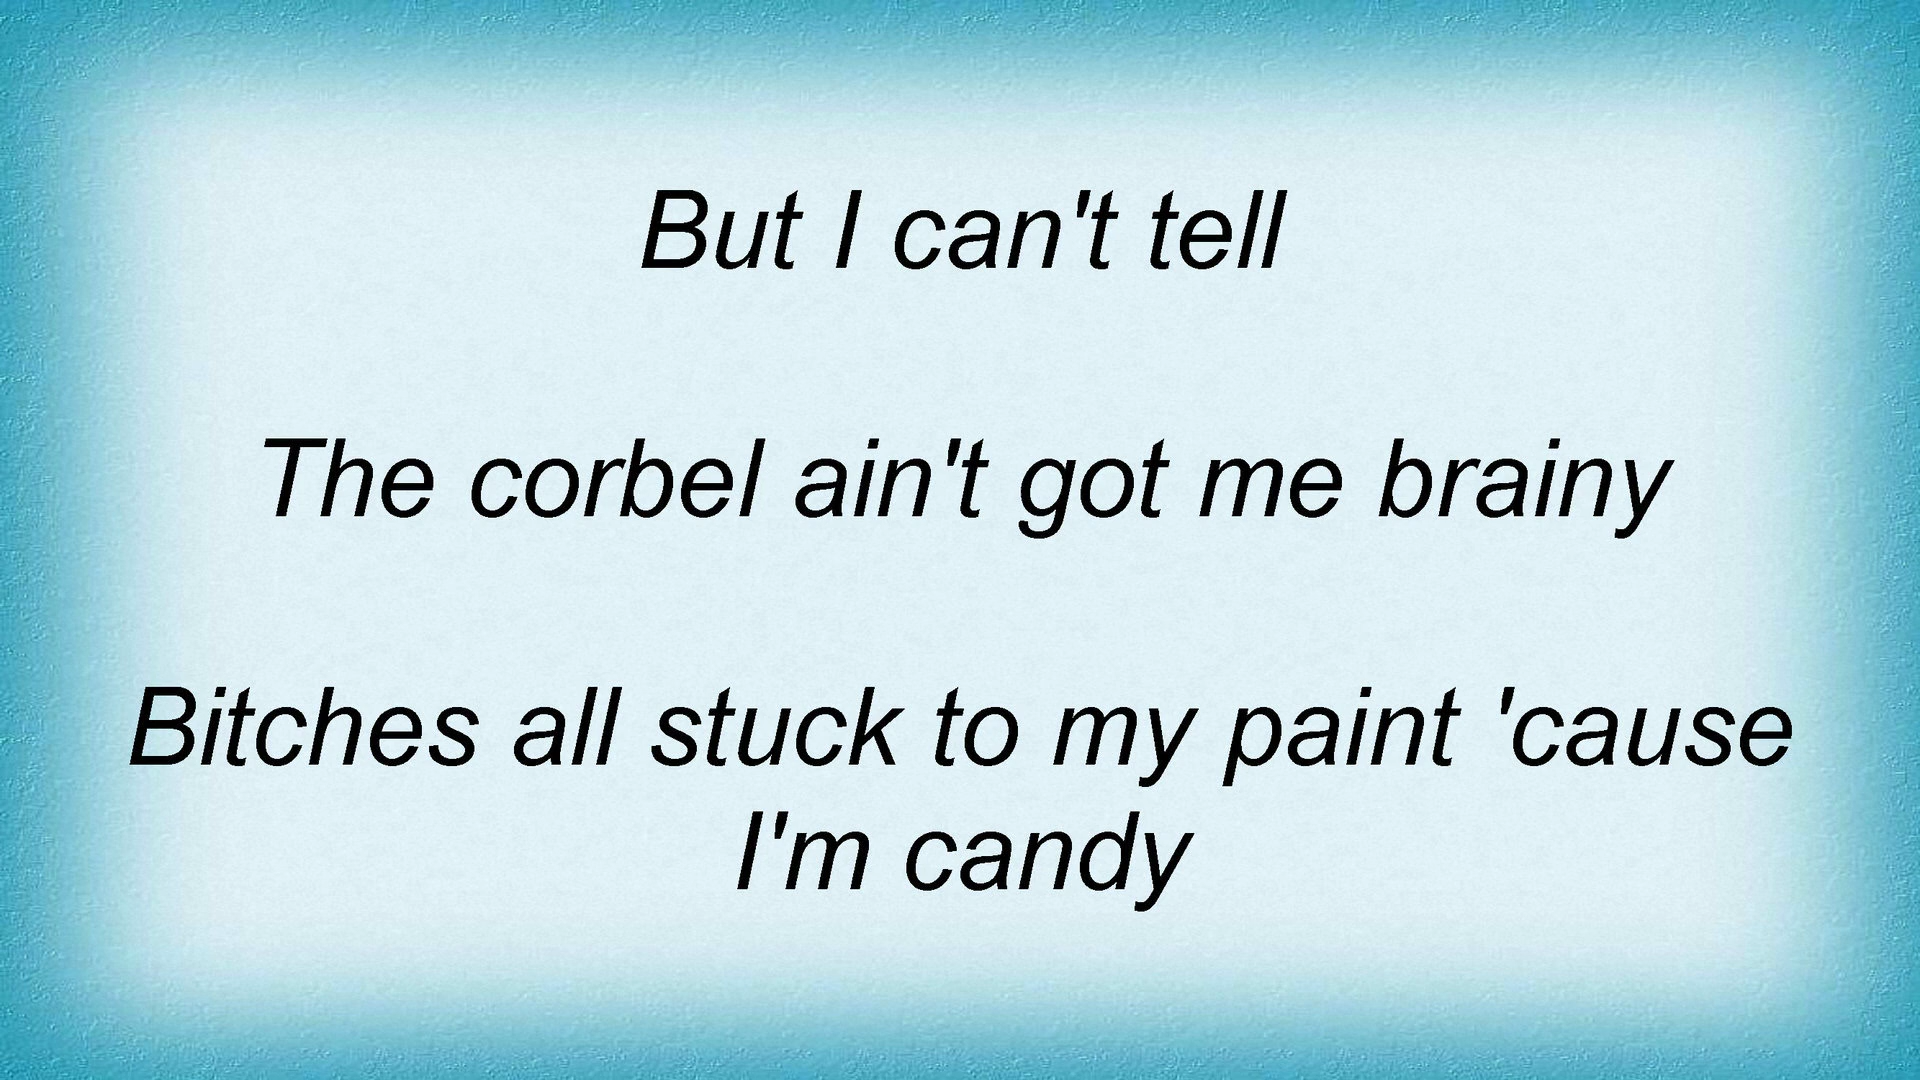 But I can't tell
The corbel ain't got me brainy
Bitches all stuck to my paint 'cause
I'm candy